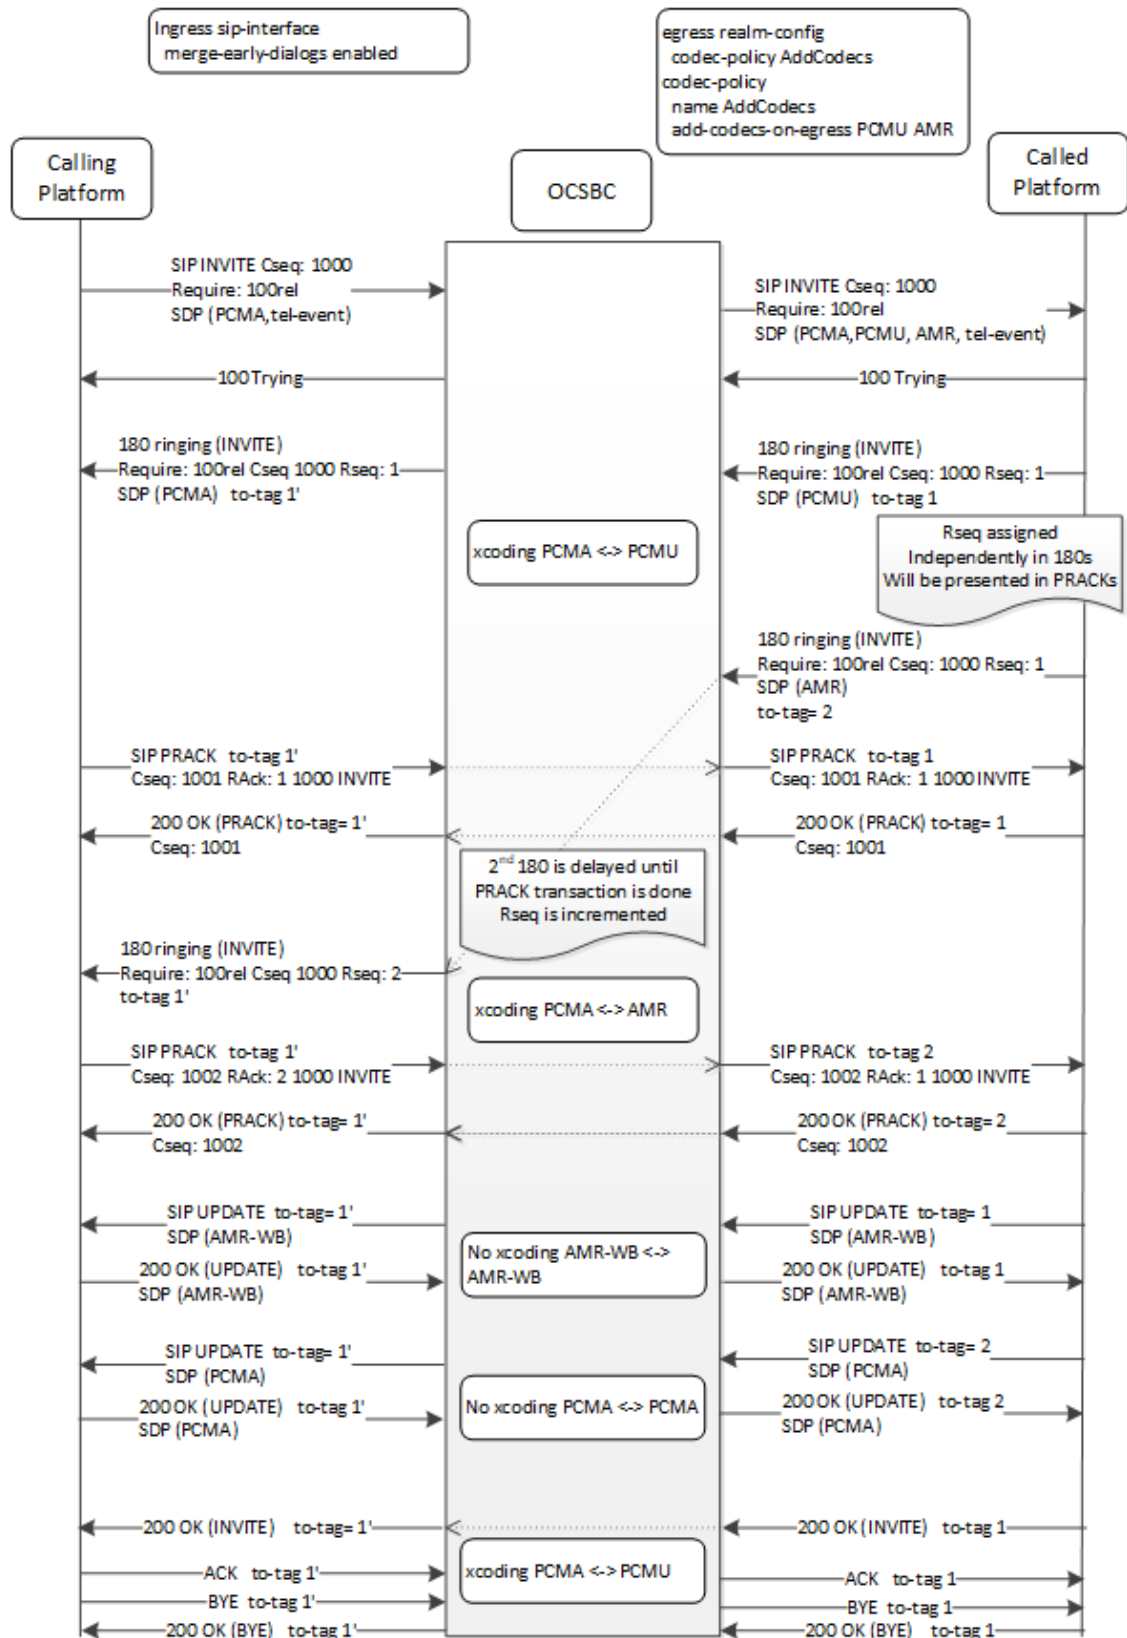 Ingress sip-interface
merge-early-dialogs enabled
egress realm-config
codec-policy AddCodecs
codec-policy
name AddCodecs
add-codecs-on-egress PCMU AMR
Calling
Platform
OCSBC
Called
Platform
SIP INVITE Cseq: 1000
Require: 100rel
SDP (PCMA,tel-event)
SIP INVITE Cseq: 1000
Require: 100rel
SDP (PCMA,PCMU, AMR, tel-event)
100 Trying
100 Trying
180 ringing (INVITE)
Require: 100rel Cseq 1000 Rseq: 1
SDP (PCMA) to-tag 1'
180 ringing (INVITE)
Require: 100rel Cseq: 1000 Rseq: 1
SDP (PCMU) to-tag 1
xcoding PCMA <-> PCMU
Rseq assigned
Independently in 180s
Will be presented in PRACKs
180 ringing (INVITE)
Require: 100rel Cseq: 1000 Rseq: 1
SDP (AMR)
to-tag= 2
SIP PRACK to-tag 1'
Cseq: 1001 RAck: 1 1000 INVITE
SIP PRACK to-tag 1
Cseq: 1001 RAck: 1 1000 INVITE
200 OK (PRACK) to-tag= 1'
Cseq: 1001
200 OK (PRACK) to-tag= 1
Cseq: 1001
2nd 180 is delayed until
PRACK transaction is done
Rseq is incremented
180 ringing (INVITE)
Require: 100rel Cseq 1000 Rseq: 2
to-tag 1'
xcoding PCMA <-> AMR
SIP PRACK to-tag 1'
Cseq: 1002 RAck: 2 1000 INVITE
SIP PRACK to-tag 2
Cseq: 1002 RAck: 1 1000 INVITE
200 OK (PRACK) to-tag= 1'
Cseq: 1002
200 OK (PRACK) to-tag= 2
Cseq: 1002
SIP UPDATE to-tag= 1'
SDP (AMR-WB)
SIP UPDATE to-tag= 1
SDP (AMR-WB)
No xcoding AMR-WB <->
AMR-WB
200 OK (UPDATE) to-tag 1'
SDP (AMR-WB)
200 OK (UPDATE) to-tag 1
SDP (AMR-WB)
SIP UPDATE to-tag= 1'
SDP (PCMA)
SIP UPDATE to-tag= 2
SDP (PCMA)
No xcoding PCMA <-> PCMA
200 OK (UPDATE) to-tag 1'
SDP (PCMA)
200 OK (UPDATE) to-tag 2
SDP (PCMA)
200 OK (INVITE) to-tag= 1'
200 OK (INVITE) to-tag 1
xcoding PCMA <-> PCMU
ACK to-tag 1'
ACK to-tag 1
BYE to-tag 1'
BYE to-tag 1
200 OK (BYE) to-tag 1'
200 OK (BYE) to-tag 1